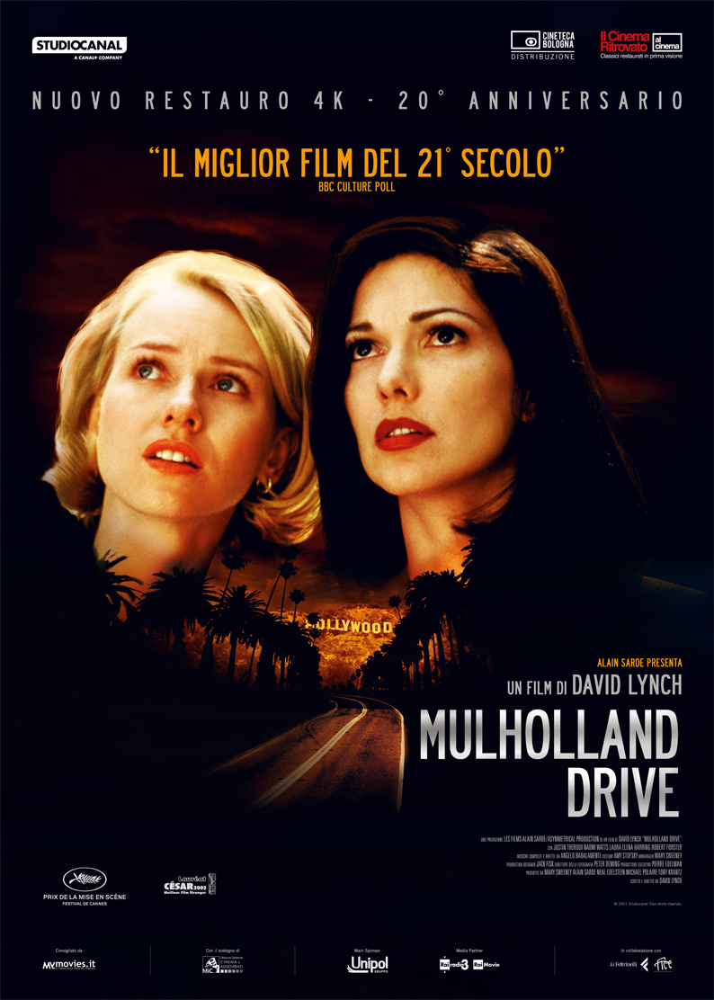 STUDIOCANAL
A CANAL+ COMPANY
CINETECA
BOLOGNA
DISTRIBUZIONE
Il Cinema
Ritrovato
al
cinema
Classici restaurati in prima visione
NUOVO RESTAURO 4K - 20° ANNIVERSARIO
“IL MIGLIOR FILM DEL 21° SECOLO”
BBC CULTURE POLL
HOLLYWOOD
ALAIN SARDE PRESENTA
UN FILM DI DAVID LYNCH
MULHOLLAND
DRIVE
UNA PRODUZIONE LES FILMS ALAIN SARDE/ASYMMETRICAL PRODUCTION DI UN FILM DI DAVID LYNCH "MULHOLLAND DRIVE"
CON JUSTIN THEROUX NAOMI WATTS LAURA ELENA HARRING ROBERT FORSTER
MUSICHE COMPOSTE E DIRETTE DA ANGELO BADALAMENTI COSTUMI AMY STOFSKY MONTAGGIO MARY SWEENEY
PRODUCTION DESIGNER JACK FISK DIRETTORE DELLA FOTOGRAFIA PETER DEMING PRODUTTORE ESECUTIVO PIERRE EDELMAN
PRODOTTO DA MARY SWEENEY ALAIN SARDE NEAL EDELSTEIN MICHAEL POLAIRE TONY KRANTZ
SCRITTO E DIRETTO DA DAVID LYNCH
© 2001 Studiocanal Tous droits réservés.
PRIX DE LA MISE EN SCÈNE
FESTIVAL DE CANNES
Lauréat
CÉSAR2002
Meilleur Film Etranger
Consigliato da
MYmovies.it
Con il sostegno di
MiC
Direzione Generale
CINEMA e
AUDIOVISIVO
Main Sponsor
Unipol
GRUPPO
Media Partner
Rai radio3
Rai Movie
In collaborazione con
laFeltrinelli
Fice